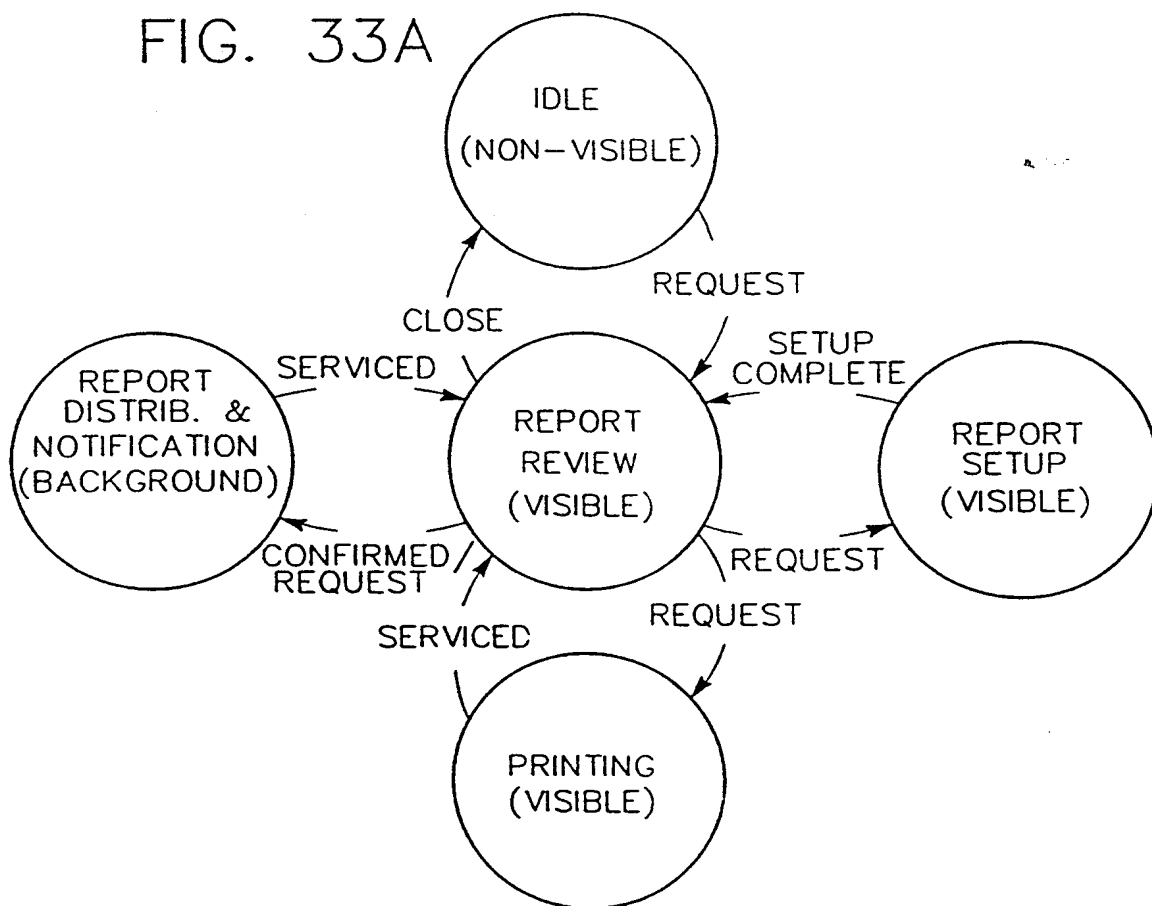 FIG. 33A
IDLE
(NON-VISIBLE)
REQUEST
CLOSE
SERVICED
SETUP
COMPLETE
REPORT
DISTRIB. &
NOTIFICATION
(BACKGROUND)
REPORT
REVIEW
(VISIBLE)
REPORT
SETUP
(VISIBLE)
CONFIRMED
REQUEST
REQUEST
SERVICED
REQUEST
PRINTING
(VISIBLE)